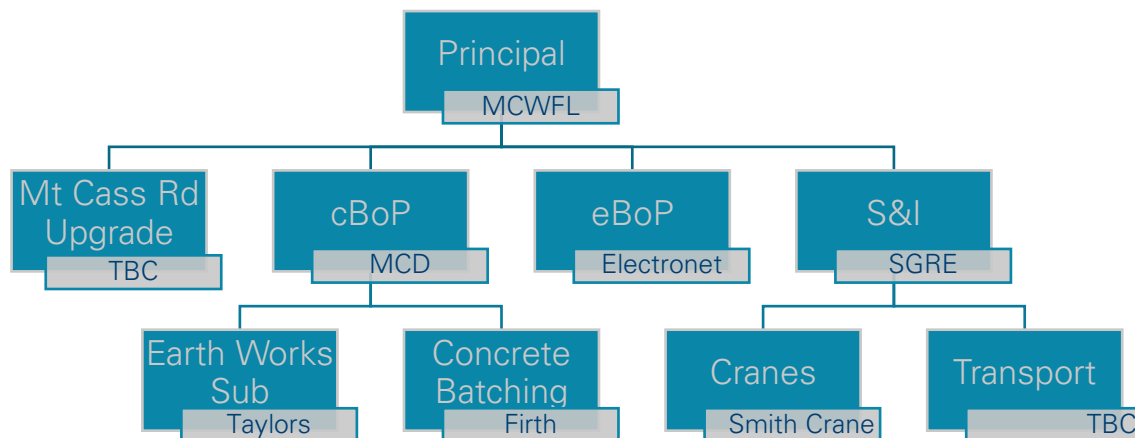 Principal
MCWFL
Mt Cass Rd
Upgrade
TBC
cBoP
MCD
eBoP
Electronet
S&I
SGRE
Earth Works
Sub
Taylors
Concrete
Batching
Firth
Cranes
Smith Crane
Transport
TBC